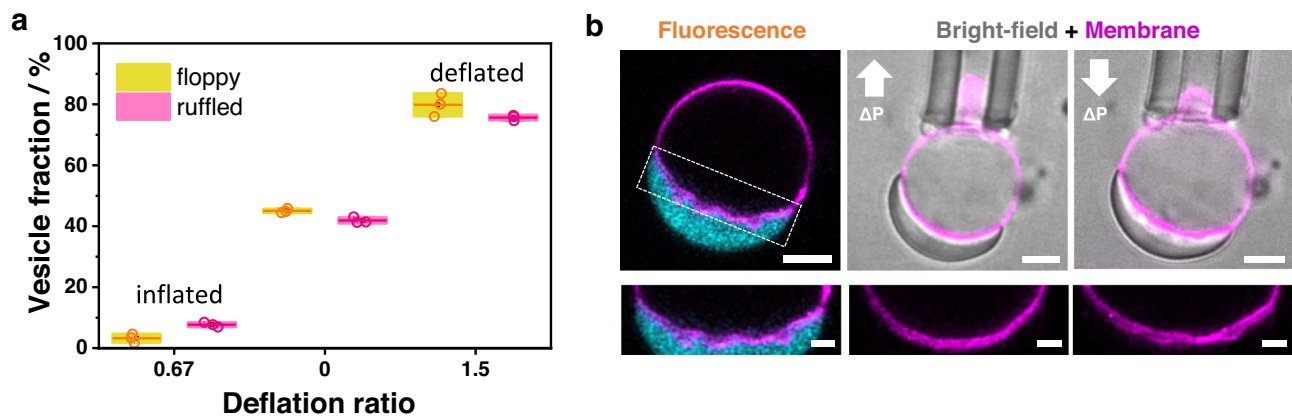 a
100
80
60
40
20
0
Vesicle fraction / %
floppy
ruffled
deflated
inflated
0.67 0 1.5
Deflation ratio
b
Fluorescence
Bright-field + Membrane
ΔP
ΔP